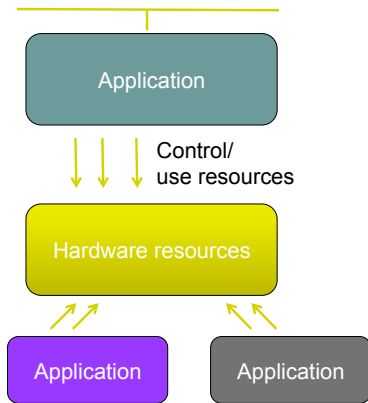 Application
Control/
use resources
Hardware resources
Application
Application